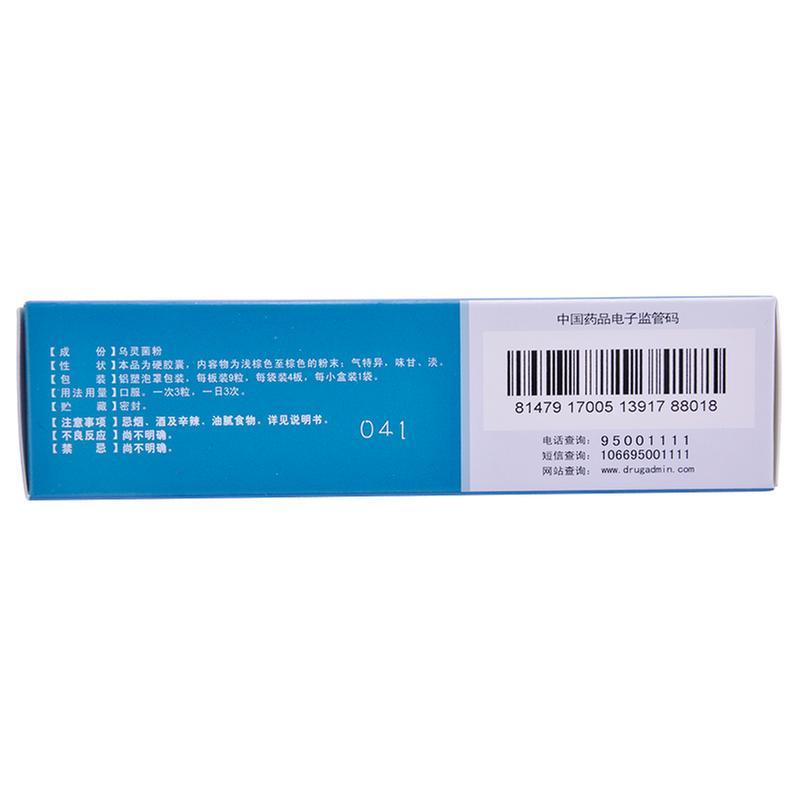 【成 份】乌灵菌粉
【性 状】本品为硬胶囊，内容物为浅棕色至棕色的粉末；气特异，味甘、淡。
【包 装】铝塑泡罩包装，每板装9粒，每袋装4板，每小盒装1袋。
【用法用量】口服。一次3粒，一日3次。
【贮 藏】密封。
【注意事项】忌烟、酒及辛辣、油腻食物。详见说明书。
【不良反应】尚不明确。
【禁 忌】尚不明确。
041
中国药品电子监管码
81479 17005 13917 88018
电话查询：95001111
短信查询：106695001111
网站查询：www.drugadmin.com